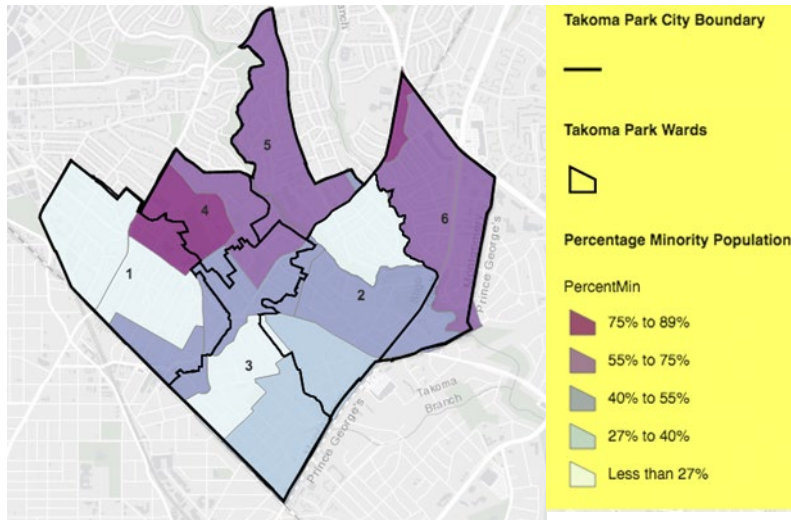 Branch
5
4
6
1
2
3
Prince George's
Takoma
Branch
Prince George's
Takoma Park City Boundary
Takoma Park Wards
Percentage Minority Population
PercentMin
75% to 89%
55% to 75%
40% to 55%
27% to 40%
Less than 27%